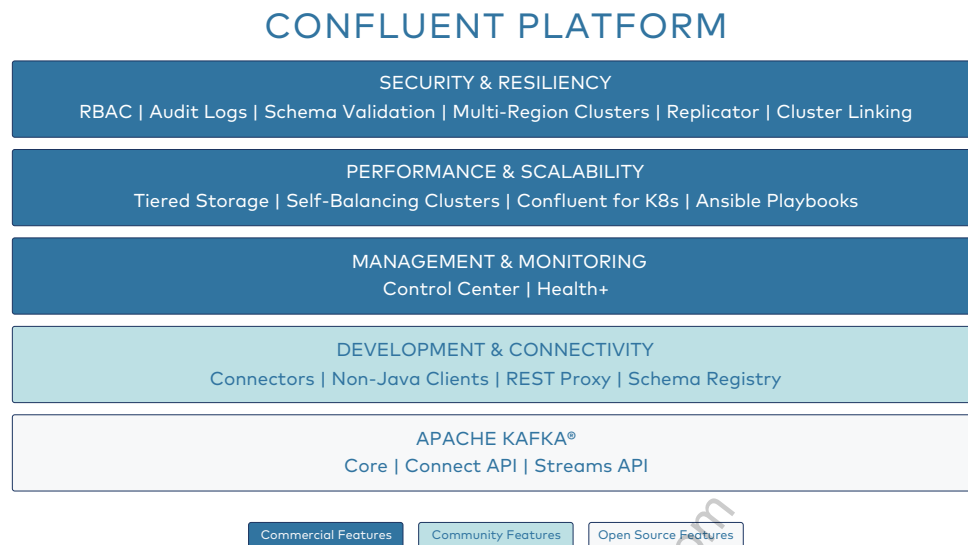 CONFLUENT PLATFORM
SECURITY & RESILIENCY
RBAC | Audit Logs | Schema Validation | Multi-Region Clusters | Replicator | Cluster Linking
PERFORMANCE & SCALABILITY
Tiered Storage | Self-Balancing Clusters | Confluent for K8s | Ansible Playbooks
MANAGEMENT & MONITORING
Control Center | Health+
DEVELOPMENT & CONNECTIVITY
Connectors | Non-Java Clients | REST Proxy | Schema Registry
APACHE KAFKA®
Core | Connect API | Streams API
Commercial Features
Community Features
Open Source Features